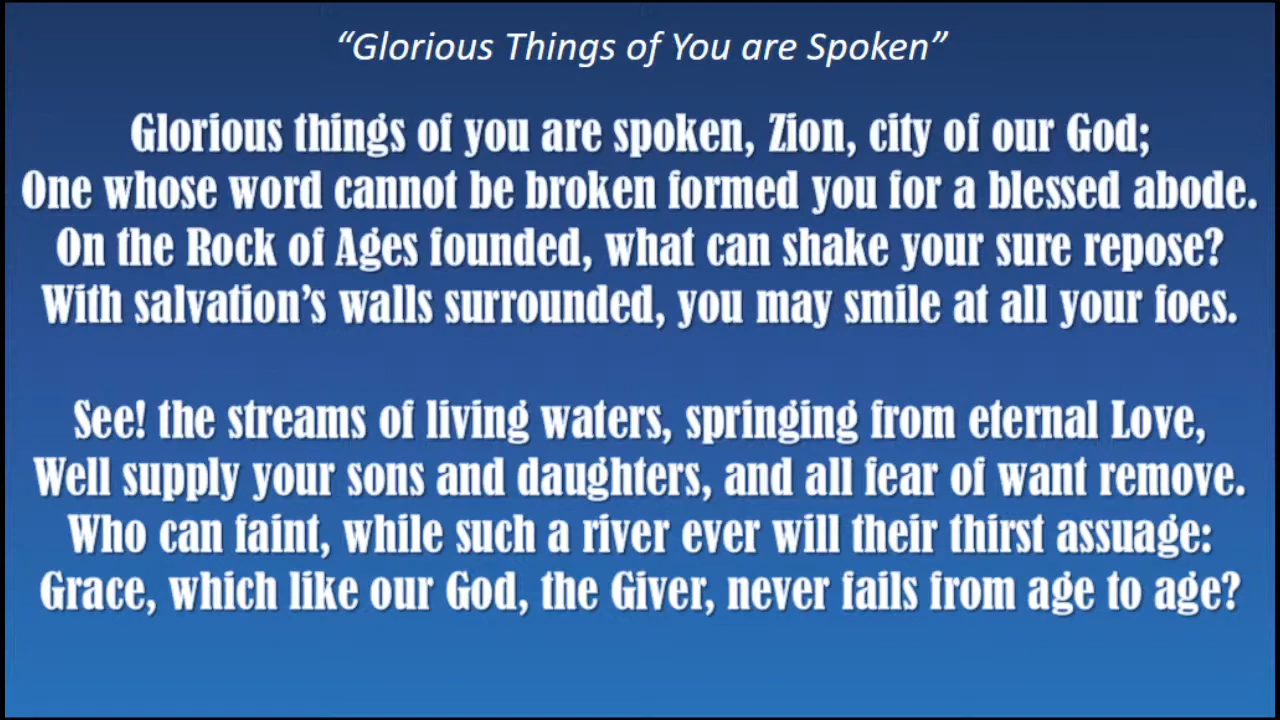 “Glorious Things of You are Spoken”
Glorious things of you are spoken, Zion, city of our God;
One whose word cannot be broken formed you for a blessed abode.
On the Rock of Ages founded, what can shake your sure repose?
With salvation’s walls surrounded, you may smile at all your foes.
See! the streams of living waters, springing from eternal Love,
Well supply your sons and daughters, and all fear of want remove.
Who can faint, while such a river ever will their thirst assuage:
Grace, which like our God, the Giver, never fails from age to age?